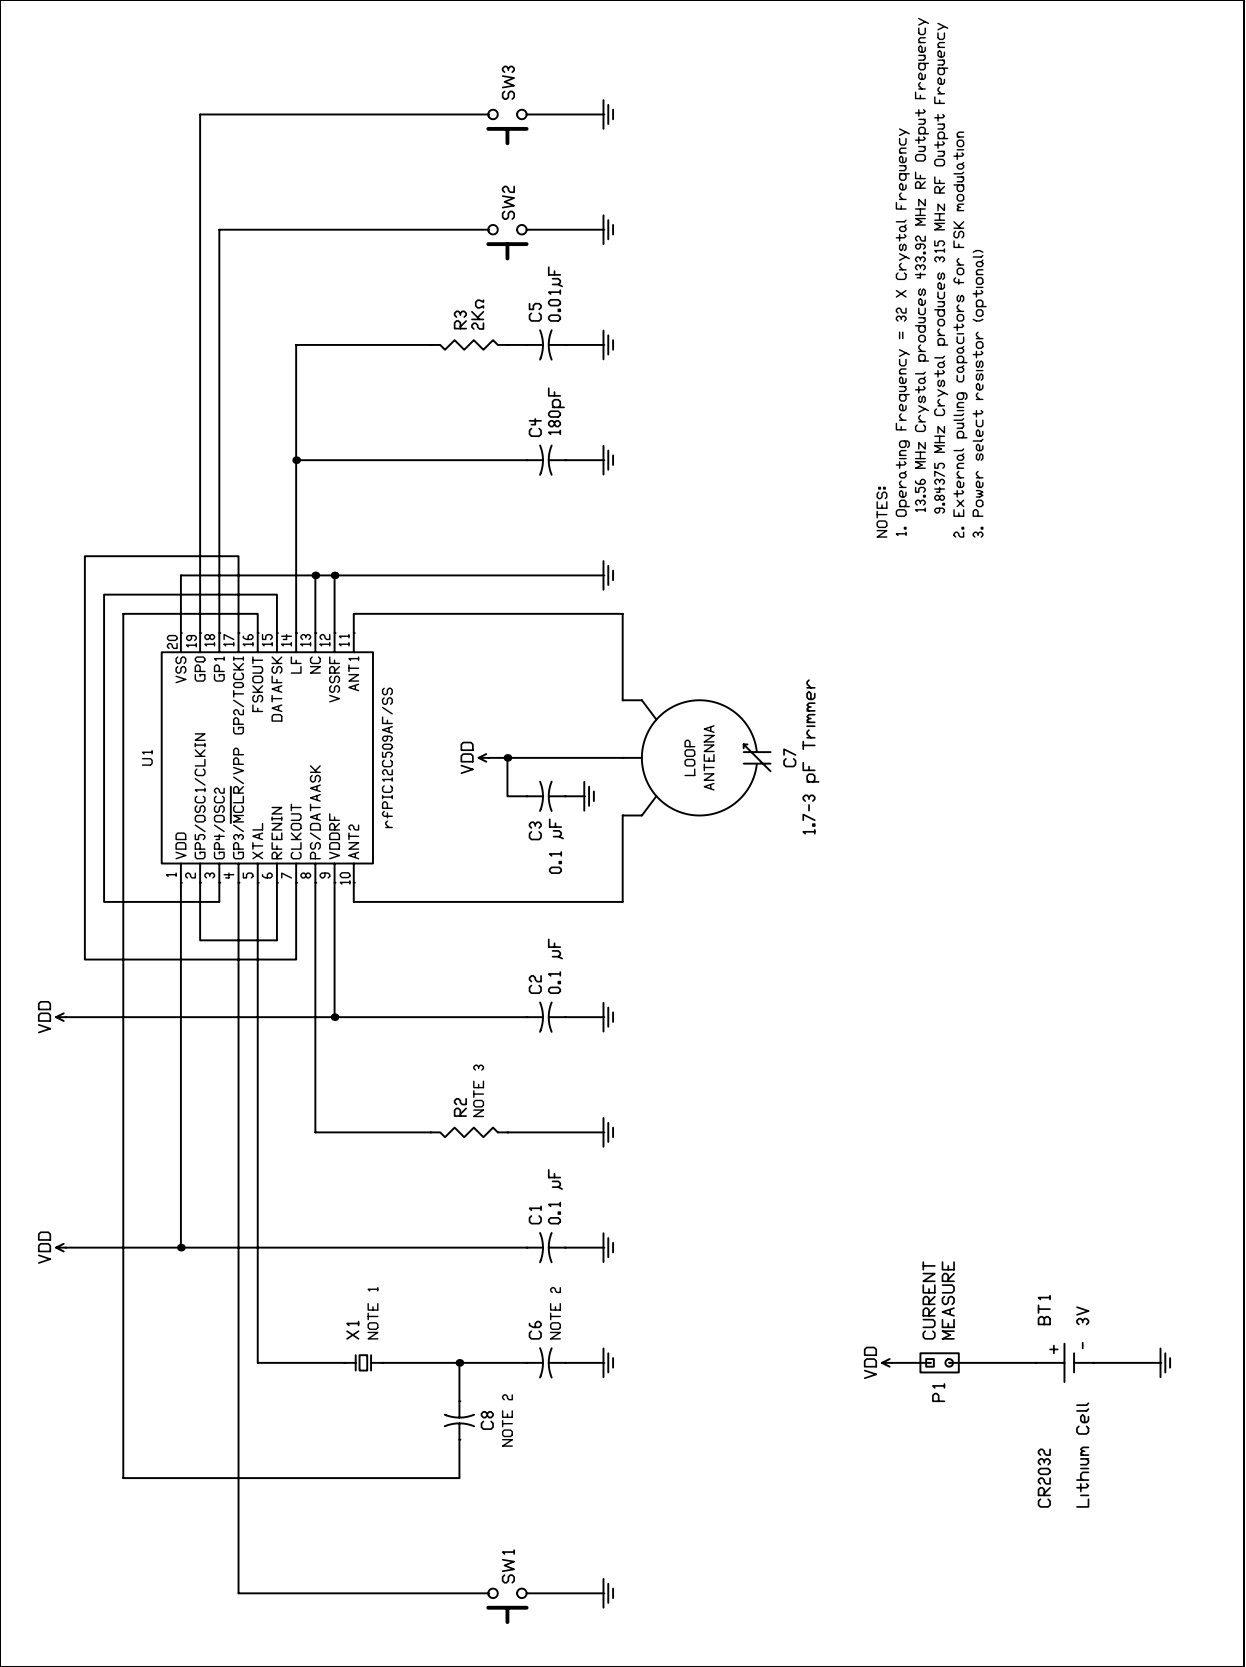 SW1
C8
NOTE 2
X1
NOTE 1
C6
NOTE 2
VDD
C1
0.1 µF
R2
NOTE 3
VDD
C2
0.1 µF
U1
1 VDD
2 GP5/OSC1/CLKIN
3 GP4/OSC2
4 GP3/MCLR/VPP
5 XTAL
6 RFENIN
7 CLKOUT
8 PS/DATAASK
9 VDDRF
10 ANT2
VSS 20
GP0 19
GP1 18
GP2/T0CKI 17
FSKOUT 16
DATAFSK 15
LF 14
NC 13
VSSRF 12
ANT1 11
rfPIC12C509AF/SS
VDD
C3
0.1 µF
LOOP
ANTENNA
C7
1.7-3 pF Trimmer
C4
180pF
R3
2KΩ
C5
0.01µF
SW2
SW3
VDD
P1
CURRENT
MEASURE
CR2032
Lithium Cell
+
BT1
-
3V
NOTES:
1. Operating Frequency = 32 X Crystal Frequency
13.56 MHz Crystal produces 433.92 MHz RF Output Frequency
9.84375 MHz Crystal produces 315 MHz RF Output Frequency
2. External pulling capacitors for FSK modulation
3. Power select resistor (optional)